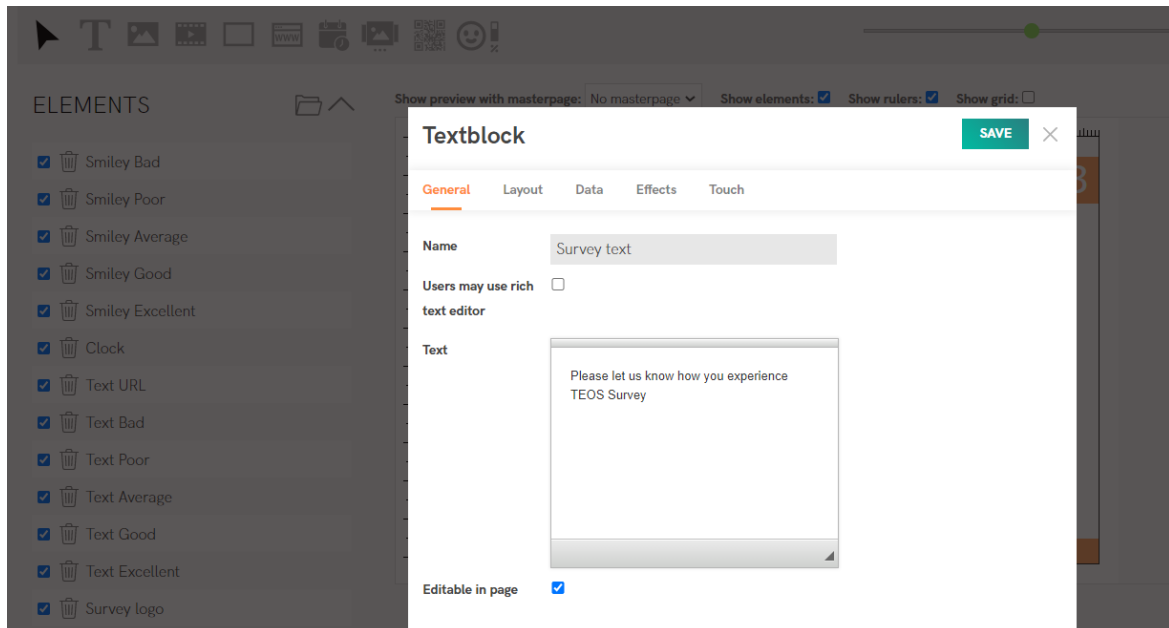 T
WWW
ELEMENTS
Show preview with masterpage: No masterpage Show elements: Show rulers: Show grid:
Textblock
SAVE
General Layout Data Effects Touch
Name
Survey text
Users may use rich
text editor
Text
Please let us know how you experience
TEOS Survey
Editable in page
Smiley Bad
Smiley Poor
Smiley Average
Smiley Good
Smiley Excellent
Clock
Text URL
Text Bad
Text Poor
Text Average
Text Good
Text Excellent
Survey logo